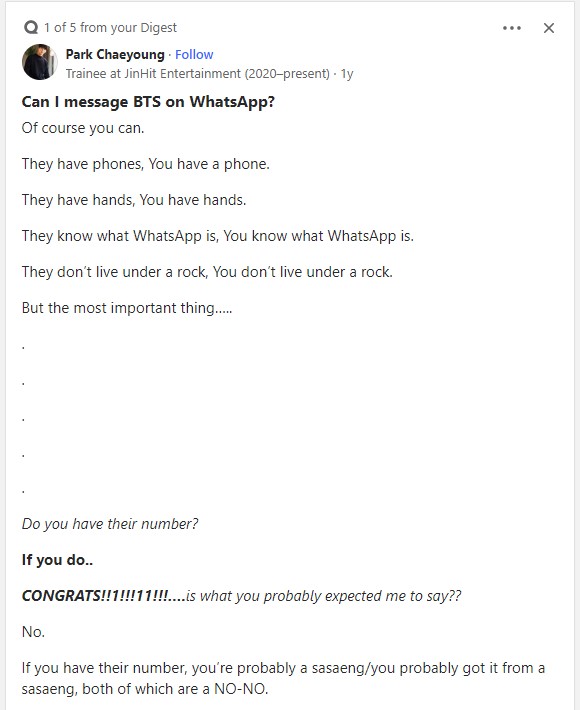 1 of 5 from your Digest
Park Chaeyoung · Follow
Trainee at JinHit Entertainment (2020–present) · 1y
Can I message BTS on WhatsApp?
Of course you can.
They have phones, You have a phone.
They have hands, You have hands.
They know what WhatsApp is, You know what WhatsApp is.
They don’t live under a rock, You don’t live under a rock.
But the most important thing…..
.
.
.
.
.
Do you have their number?
If you do..
CONGRATS!!1!!!11!!!….is what you probably expected me to say??
No.
If you have their number, you’re probably a sasaeng/you probably got it from a
sasaeng, both of which are a NO-NO.